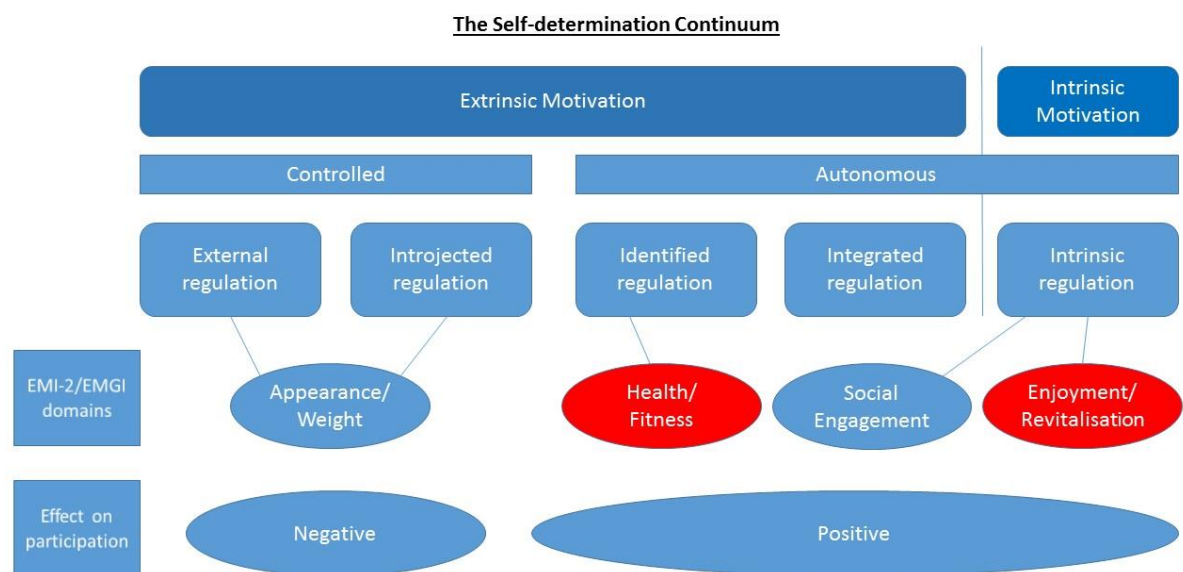 The Self-determination Continuum
Extrinsic Motivation
Intrinsic
Motivation
Controlled
Autonomous
External
regulation
Introjected
regulation
Identified
regulation
Integrated
regulation
Intrinsic
regulation
EMI-2/EMGI
domains
Appearance/
Weight
Health/
Fitness
Social
Engagement
Enjoyment/
Revitalisation
Effect on
participation
Negative
Positive